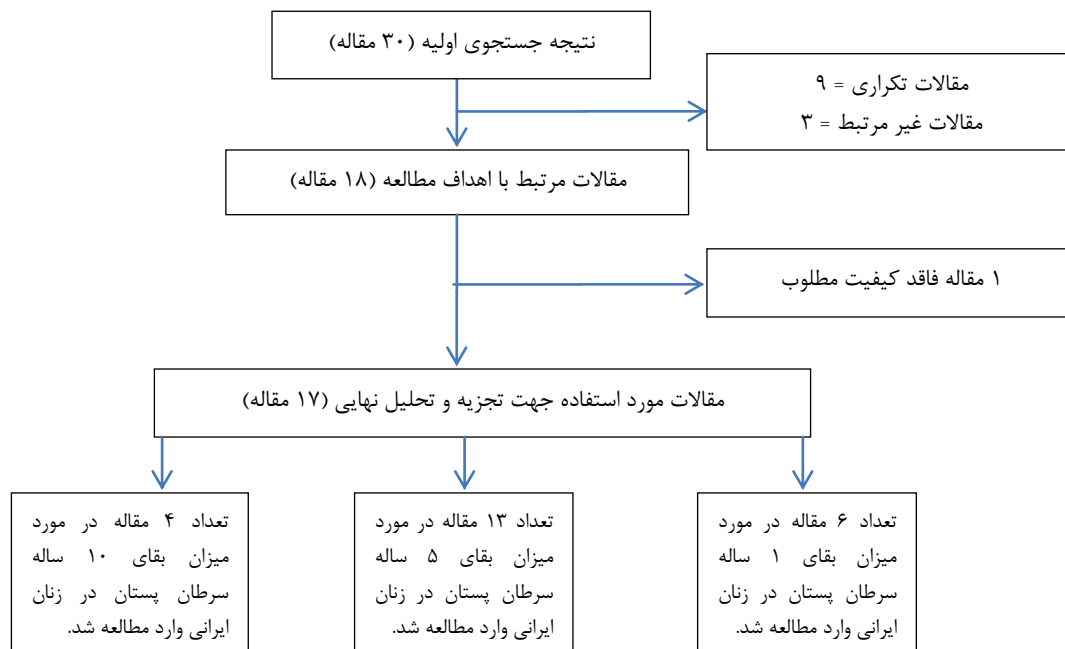 نتیجه جستجوی اولیه (۳۰ مقاله)
مقالات تکراری = ۹
مقالات غیر مرتبط = ۳
مقالات مرتبط با اهداف مطالعه (۱۸ مقاله)
۱ مقاله فاقد کیفیت مطلوب
مقالات مورد استفاده جهت تجزیه و تحلیل نهایی (۱۷ مقاله)
تعداد ۶ مقاله در مورد
میزان بقای ۱ ساله
سرطان پستان در زنان
ایرانی وارد مطالعه شد.
تعداد ۱۳ مقاله در مورد
میزان بقای ۵ ساله
سرطان پستان در زنان
ایرانی وارد مطالعه شد.
تعداد ۴ مقاله در مورد
میزان بقای ۱۰ ساله
سرطان پستان در زنان
ایرانی وارد مطالعه شد.